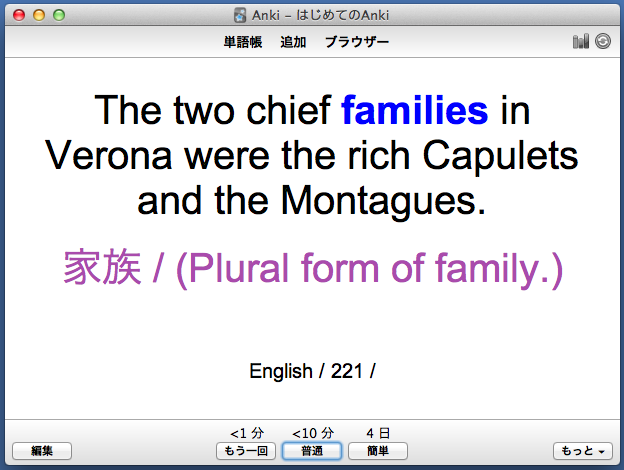 Anki – はじめてのAnki
単語帳 追加 ブラウザー
The two chief families in
Verona were the rich Capulets
and the Montagues.
家族 / (Plural form of family.)
English / 221 /
<1 分 <10 分 4 日
編集 もう一回 普通 簡単 もっと